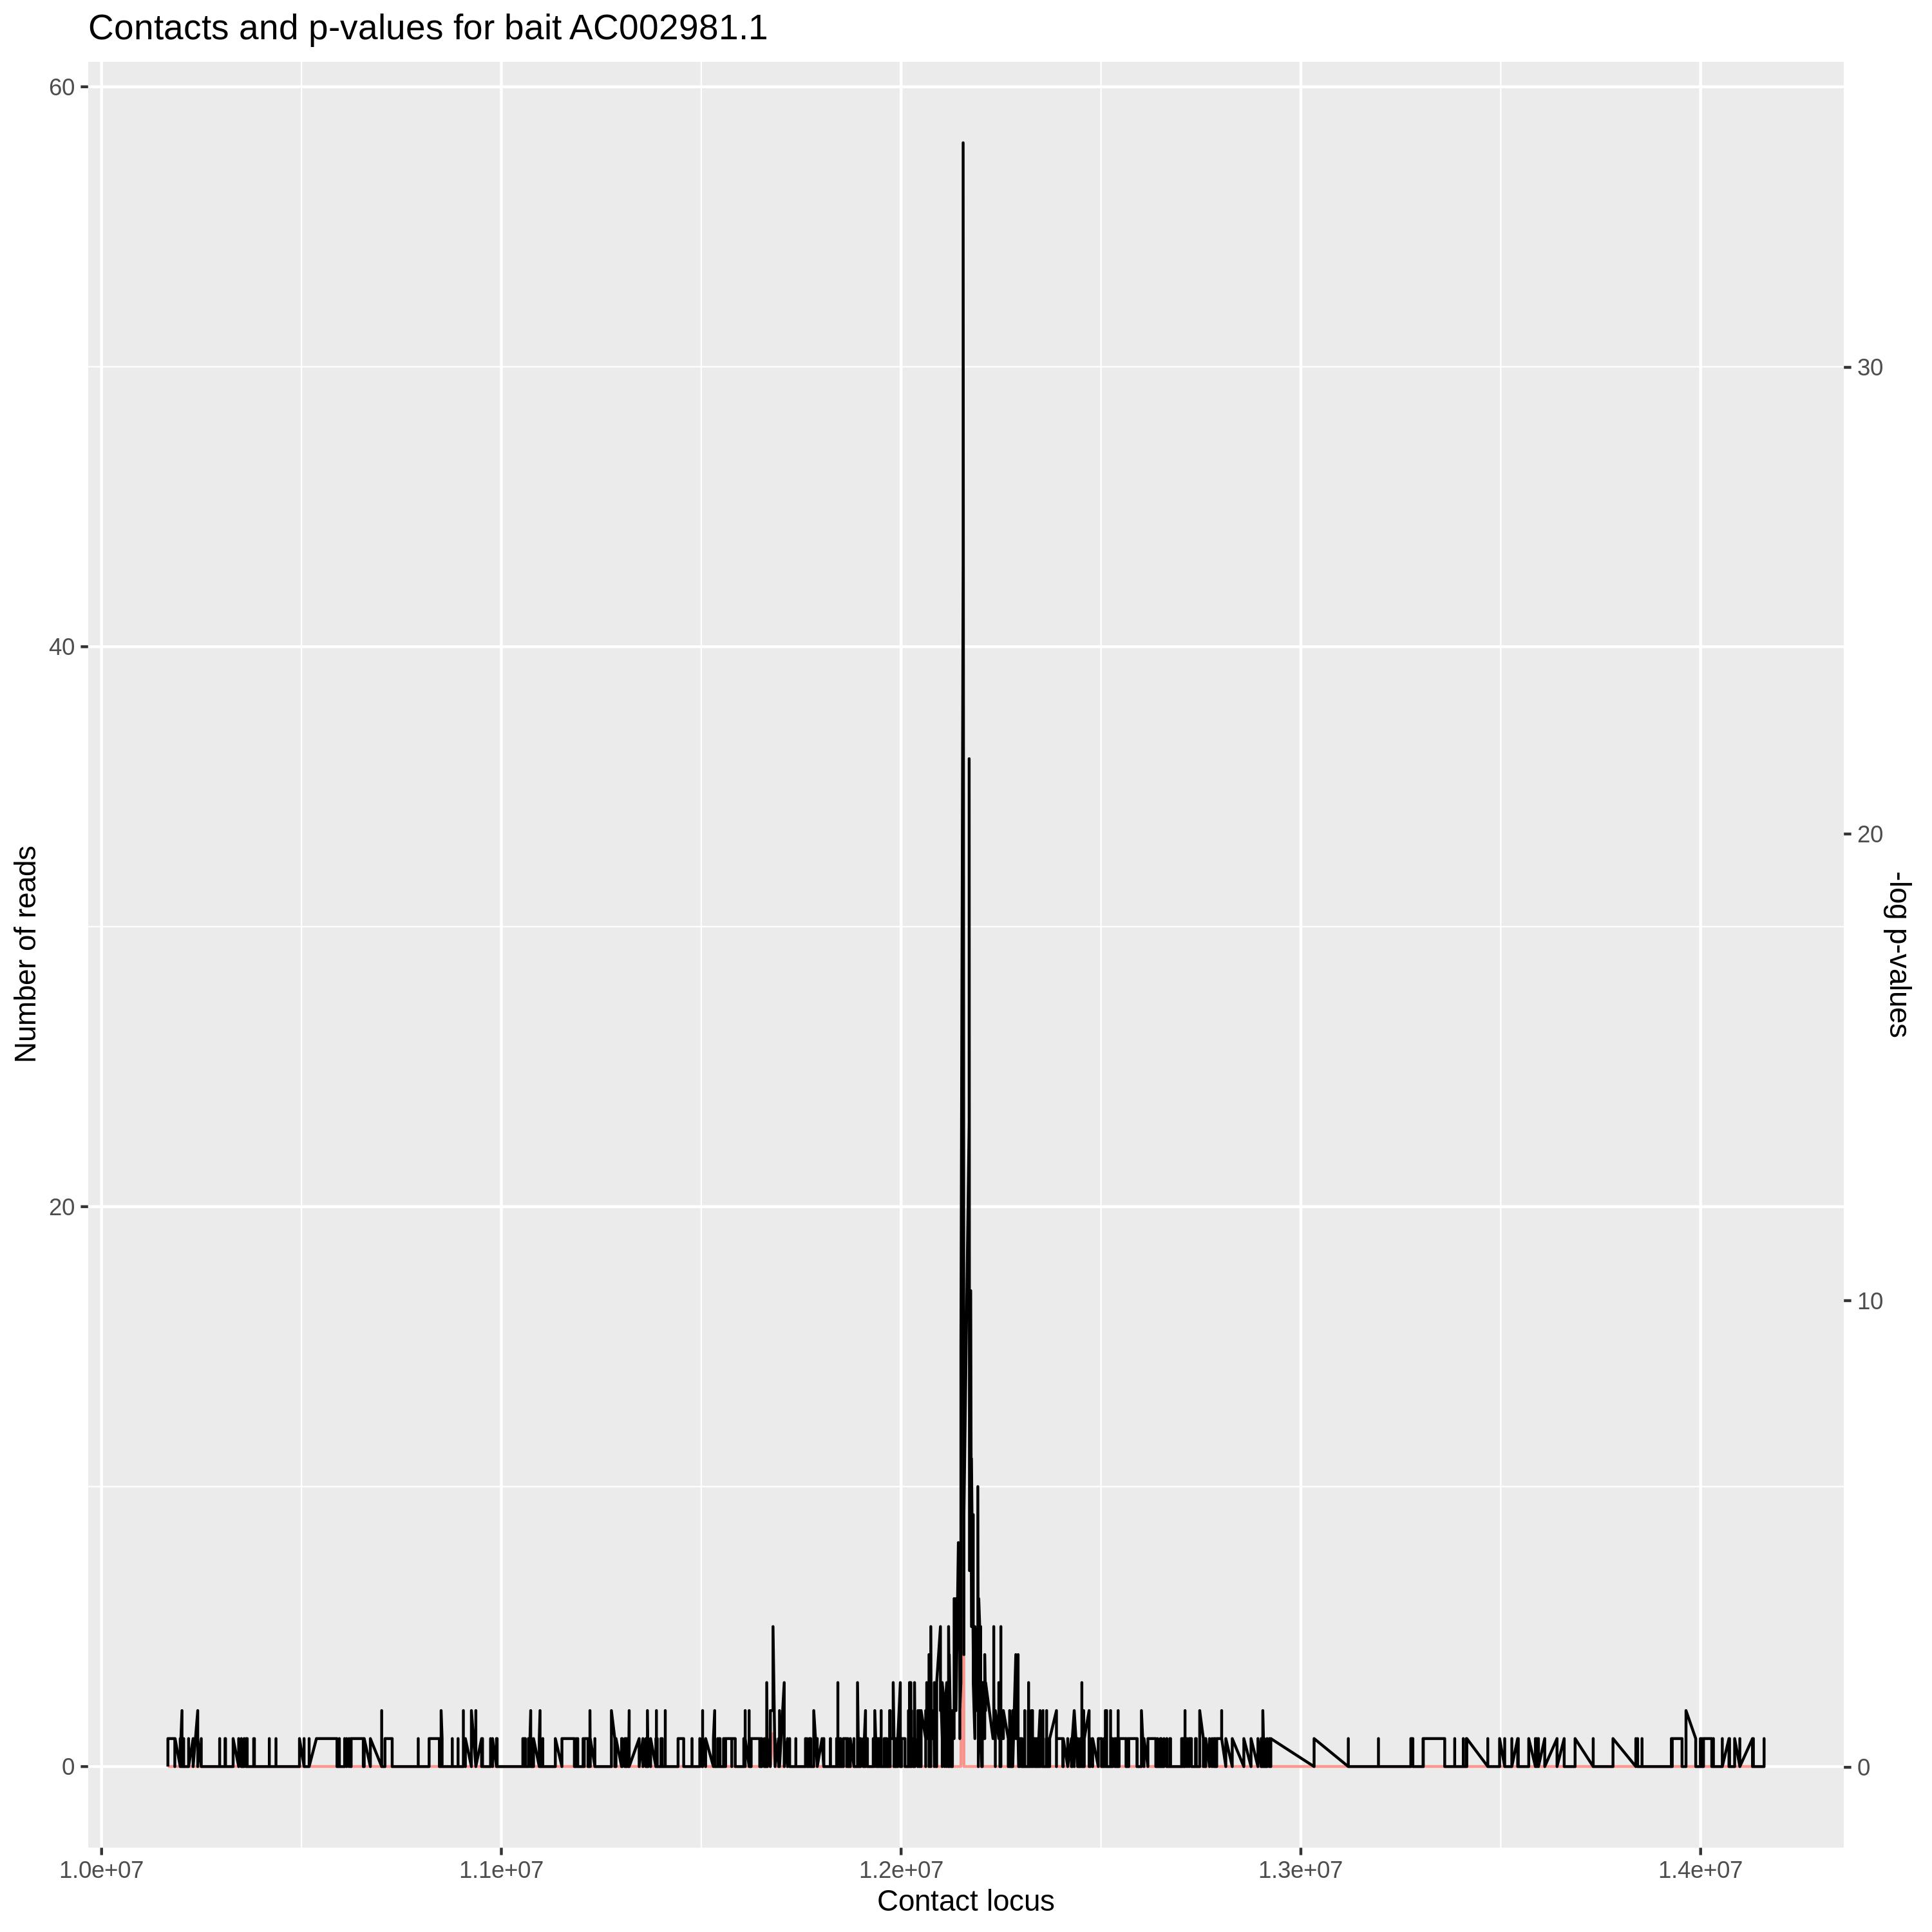 Contacts and p-values for bait AC002981.1
60
40
20
0
Number of reads
30
20
10
0
-log p-values
1.0e+07 1.1e+07 1.2e+07 1.3e+07 1.4e+07
Contact locus